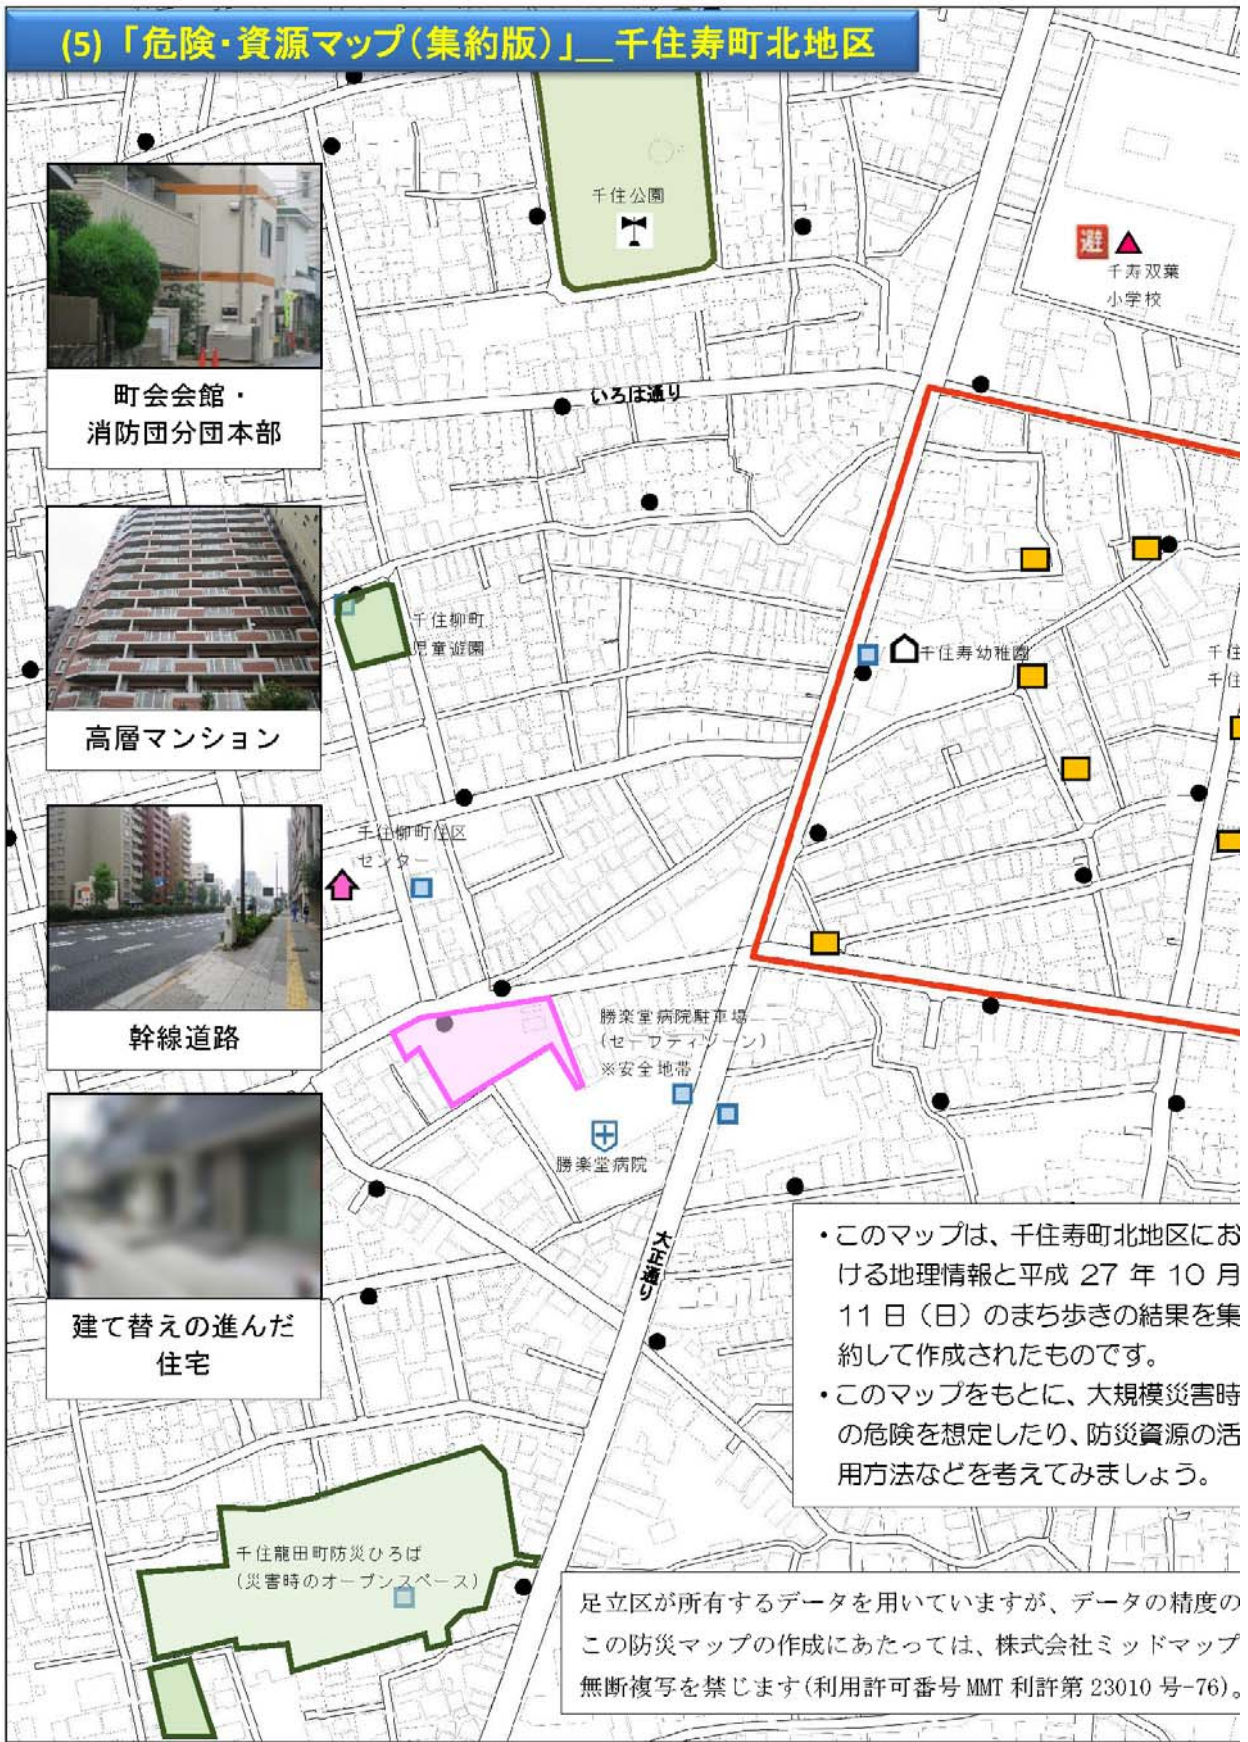 (5)「危険・資源マップ(集約版)」__千住寿町北地区
千住公園
避
千寿双葉
小学校
町会会館・
消防団分団本部
いろは通り
高層マンション
千住柳町
児童遊園
千住寿幼稚園
千住
千住
千住柳町住区
センター
幹線道路
勝楽堂病院駐車場
(セーフティゾーン)
※安全地帯
勝楽堂病院
大正通り
建て替えの進んだ
住宅
・このマップは、千住寿町北地区にお
ける地理情報と平成 27 年 10 月
11 日(日)のまち歩きの結果を集
約して作成されたものです。
・このマップをもとに、大規模災害時
の危険を想定したり、防災資源の活
用方法などを考えてみましょう。
千住龍田町防災ひろば
(災害時のオープンスペース)
足立区が所有するデータを用いていますが、データの精度の
この防災マップの作成にあたっては、株式会社ミッドマップ
無断複写を禁じます(利用許可番号 MMT 利許第 23010 号-76)。